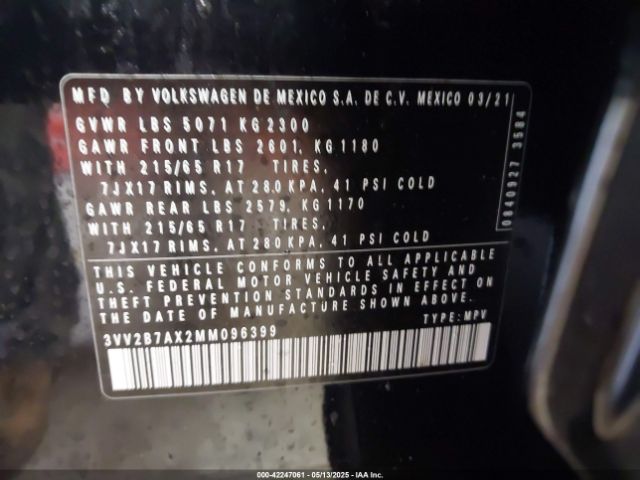 MFD BY VOLKSWAGEN DE MEXICO S.A. DE C.V. MEXICO 03/21
GVWR LBS 5071 KG 2300
GAWR FRONT LBS 2601, KG 1180
WITH 215/65 R17 TIRES,
7JX17 RIMS, AT 280 KPA, 41 PSI COLD
GAWR REAR LBS 2579, KG 1170
WITH 215/65 R17 TIRES,
7JX17 RIMS, AT 280 KPA, 41 PSI COLD
THIS VEHICLE CONFORMS TO ALL APPLICABLE
U.S. FEDERAL MOTOR VEHICLE SAFETY AND
THEFT PREVENTION STANDARDS IN EFFECT ON
THE DATE OF MANUFACTURE SHOWN ABOVE.
3VV2B7AX2MM096399 TYPE: MPV
0840927 3584
000-42247061 05/13/2025 IAA Inc.